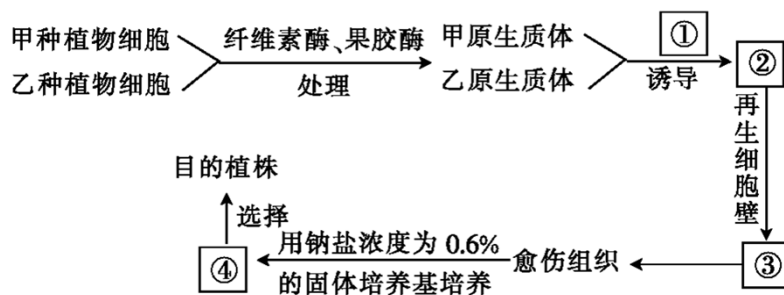 甲种植物细胞
乙种植物细胞
纤维素酶、果胶酶
处理
甲原生质体
乙原生质体
①
诱导
②
再生细胞壁
③
愈伤组织
用钠盐浓度为0.6%
的固体培养基培养
④
选择
目的植株